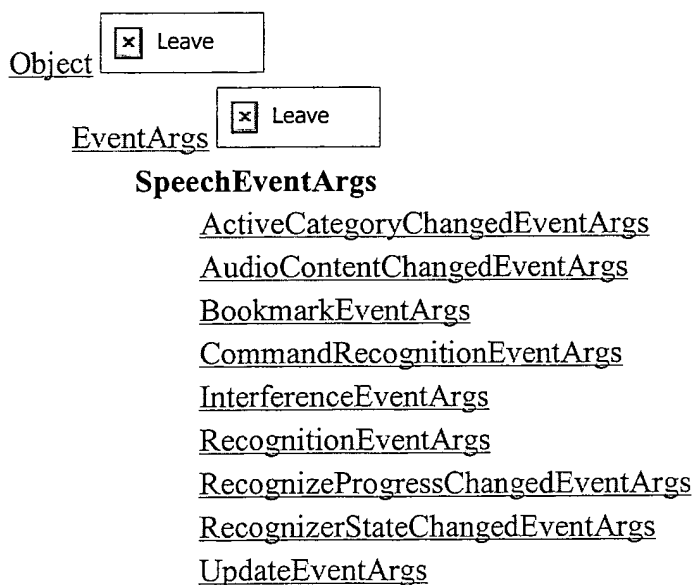 Object Leave
EventArgs Leave
SpeechEventArgs
ActiveCategoryChangedEventArgs
AudioContentChangedEventArgs
BookmarkEventArgs
CommandRecognitionEventArgs
InterferenceEventArgs
RecognitionEventArgs
RecognizeProgressChangedEventArgs
RecognizerStateChangedEventArgs
UpdateEventArgs